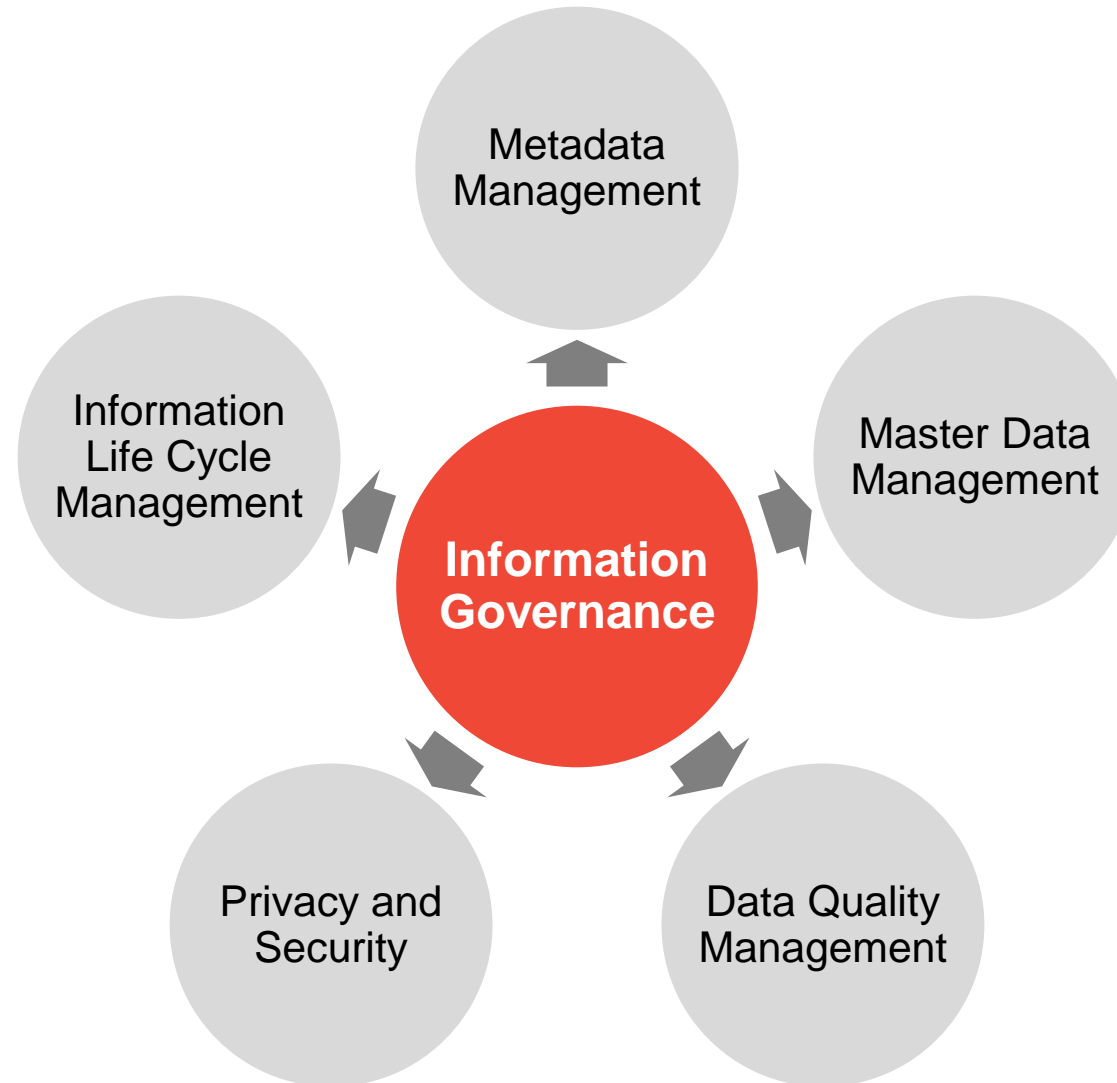 Metadata
Management
Information
Life Cycle
Management
Master Data
Management
Information
Governance
Privacy and
Security
Data Quality
Management